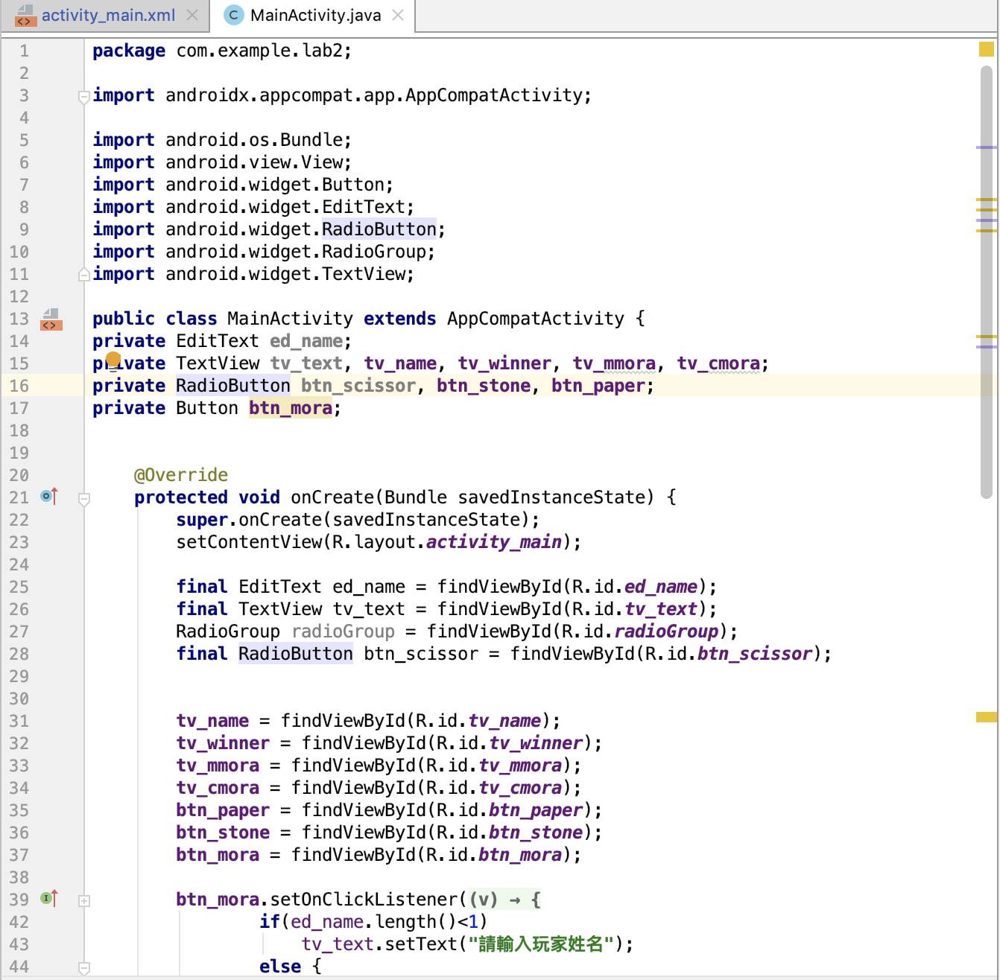 activity_main.xml
MainActivity.java
1 package com.example.lab2;
2
3 import androidx.appcompat.app.AppCompatActivity;
4
5 import android.os.Bundle;
6 import android.view.View;
7 import android.widget.Button;
8 import android.widget.EditText;
9 import android.widget.RadioButton;
10 import android.widget.RadioGroup;
11 import android.widget.TextView;
12
13 public class MainActivity extends AppCompatActivity {
14 private EditText ed_name;
15 private TextView tv_text, tv_name, tv_winner, tv_mmora, tv_cmora;
16 private RadioButton btn_scissor, btn_stone, btn_paper;
17 private Button btn_mora;
18
19
20 @Override
21 protected void onCreate(Bundle savedInstanceState) {
22 super.onCreate(savedInstanceState);
23 setContentView(R.layout.activity_main);
24
25 final EditText ed_name = findViewById(R.id.ed_name);
26 final TextView tv_text = findViewById(R.id.tv_text);
27 RadioGroup radioGroup = findViewById(R.id.radioGroup);
28 final RadioButton btn_scissor = findViewById(R.id.btn_scissor);
29
30
31 tv_name = findViewById(R.id.tv_name);
32 tv_winner = findViewById(R.id.tv_winner);
33 tv_mmora = findViewById(R.id.tv_mmora);
34 tv_cmora = findViewById(R.id.tv_cmora);
35 btn_paper = findViewById(R.id.btn_paper);
36 btn_stone = findViewById(R.id.btn_stone);
37 btn_mora = findViewById(R.id.btn_mora);
38
39 btn_mora.setOnClickListener((v) → {
42 if(ed_name.length()<1)
43 tv_text.setText("請輸入玩家姓名");
44 else {